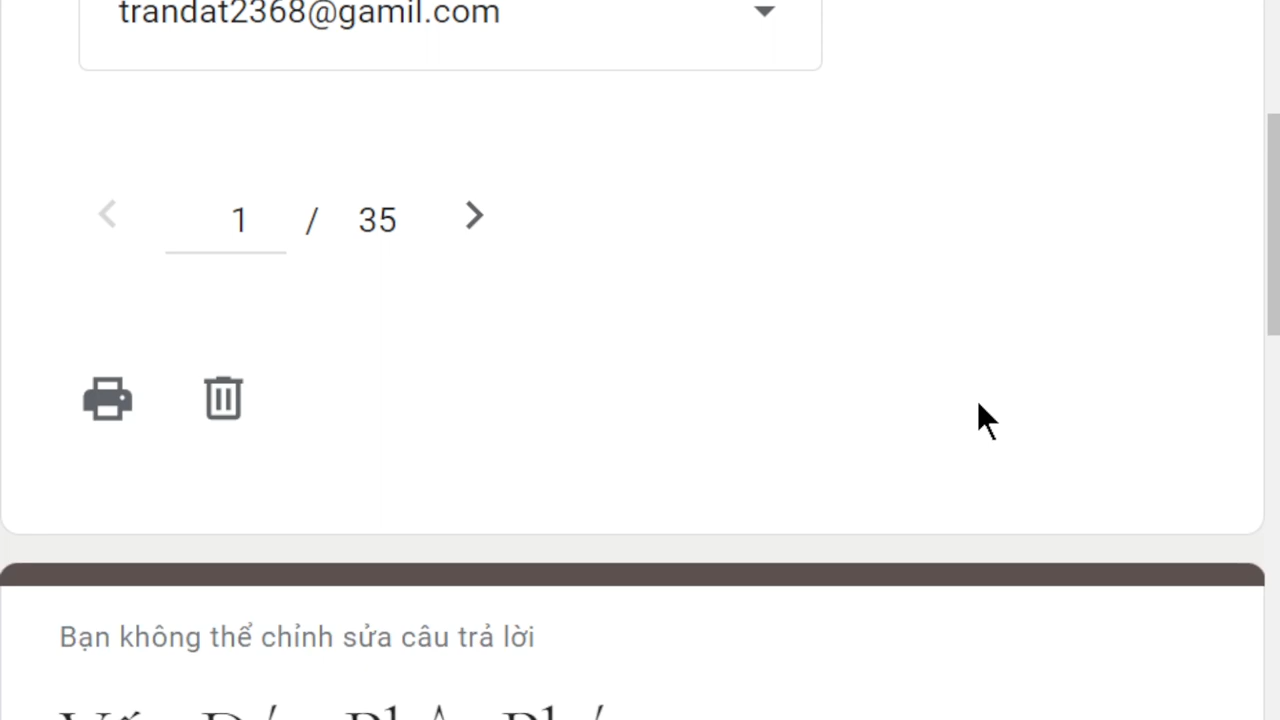 trandat2368@gamil.com
1 / 35
Bạn không thể chỉnh sửa câu trả lời